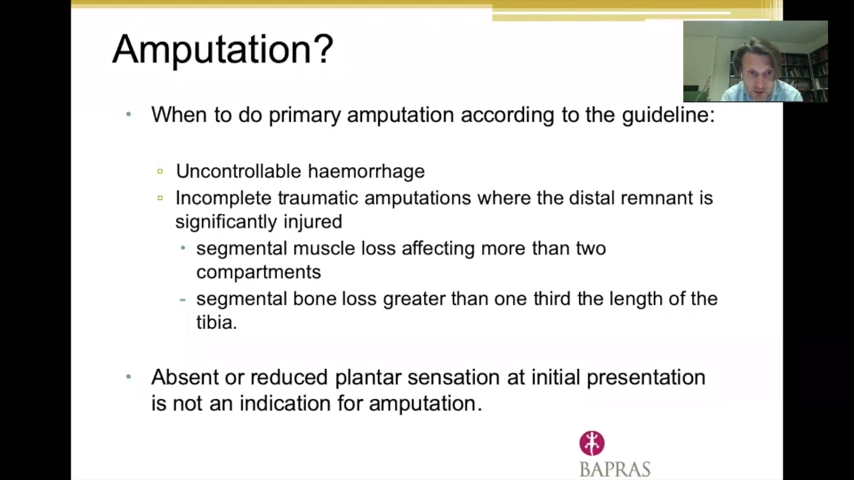 Amputation?
When to do primary amputation according to the guideline:
Uncontrollable haemorrhage
Incomplete traumatic amputations where the distal remnant is
significantly injured
segmental muscle loss affecting more than two
compartments
segmental bone loss greater than one third the length of the
tibia.
Absent or reduced plantar sensation at initial presentation
is not an indication for amputation.
BAPRAS